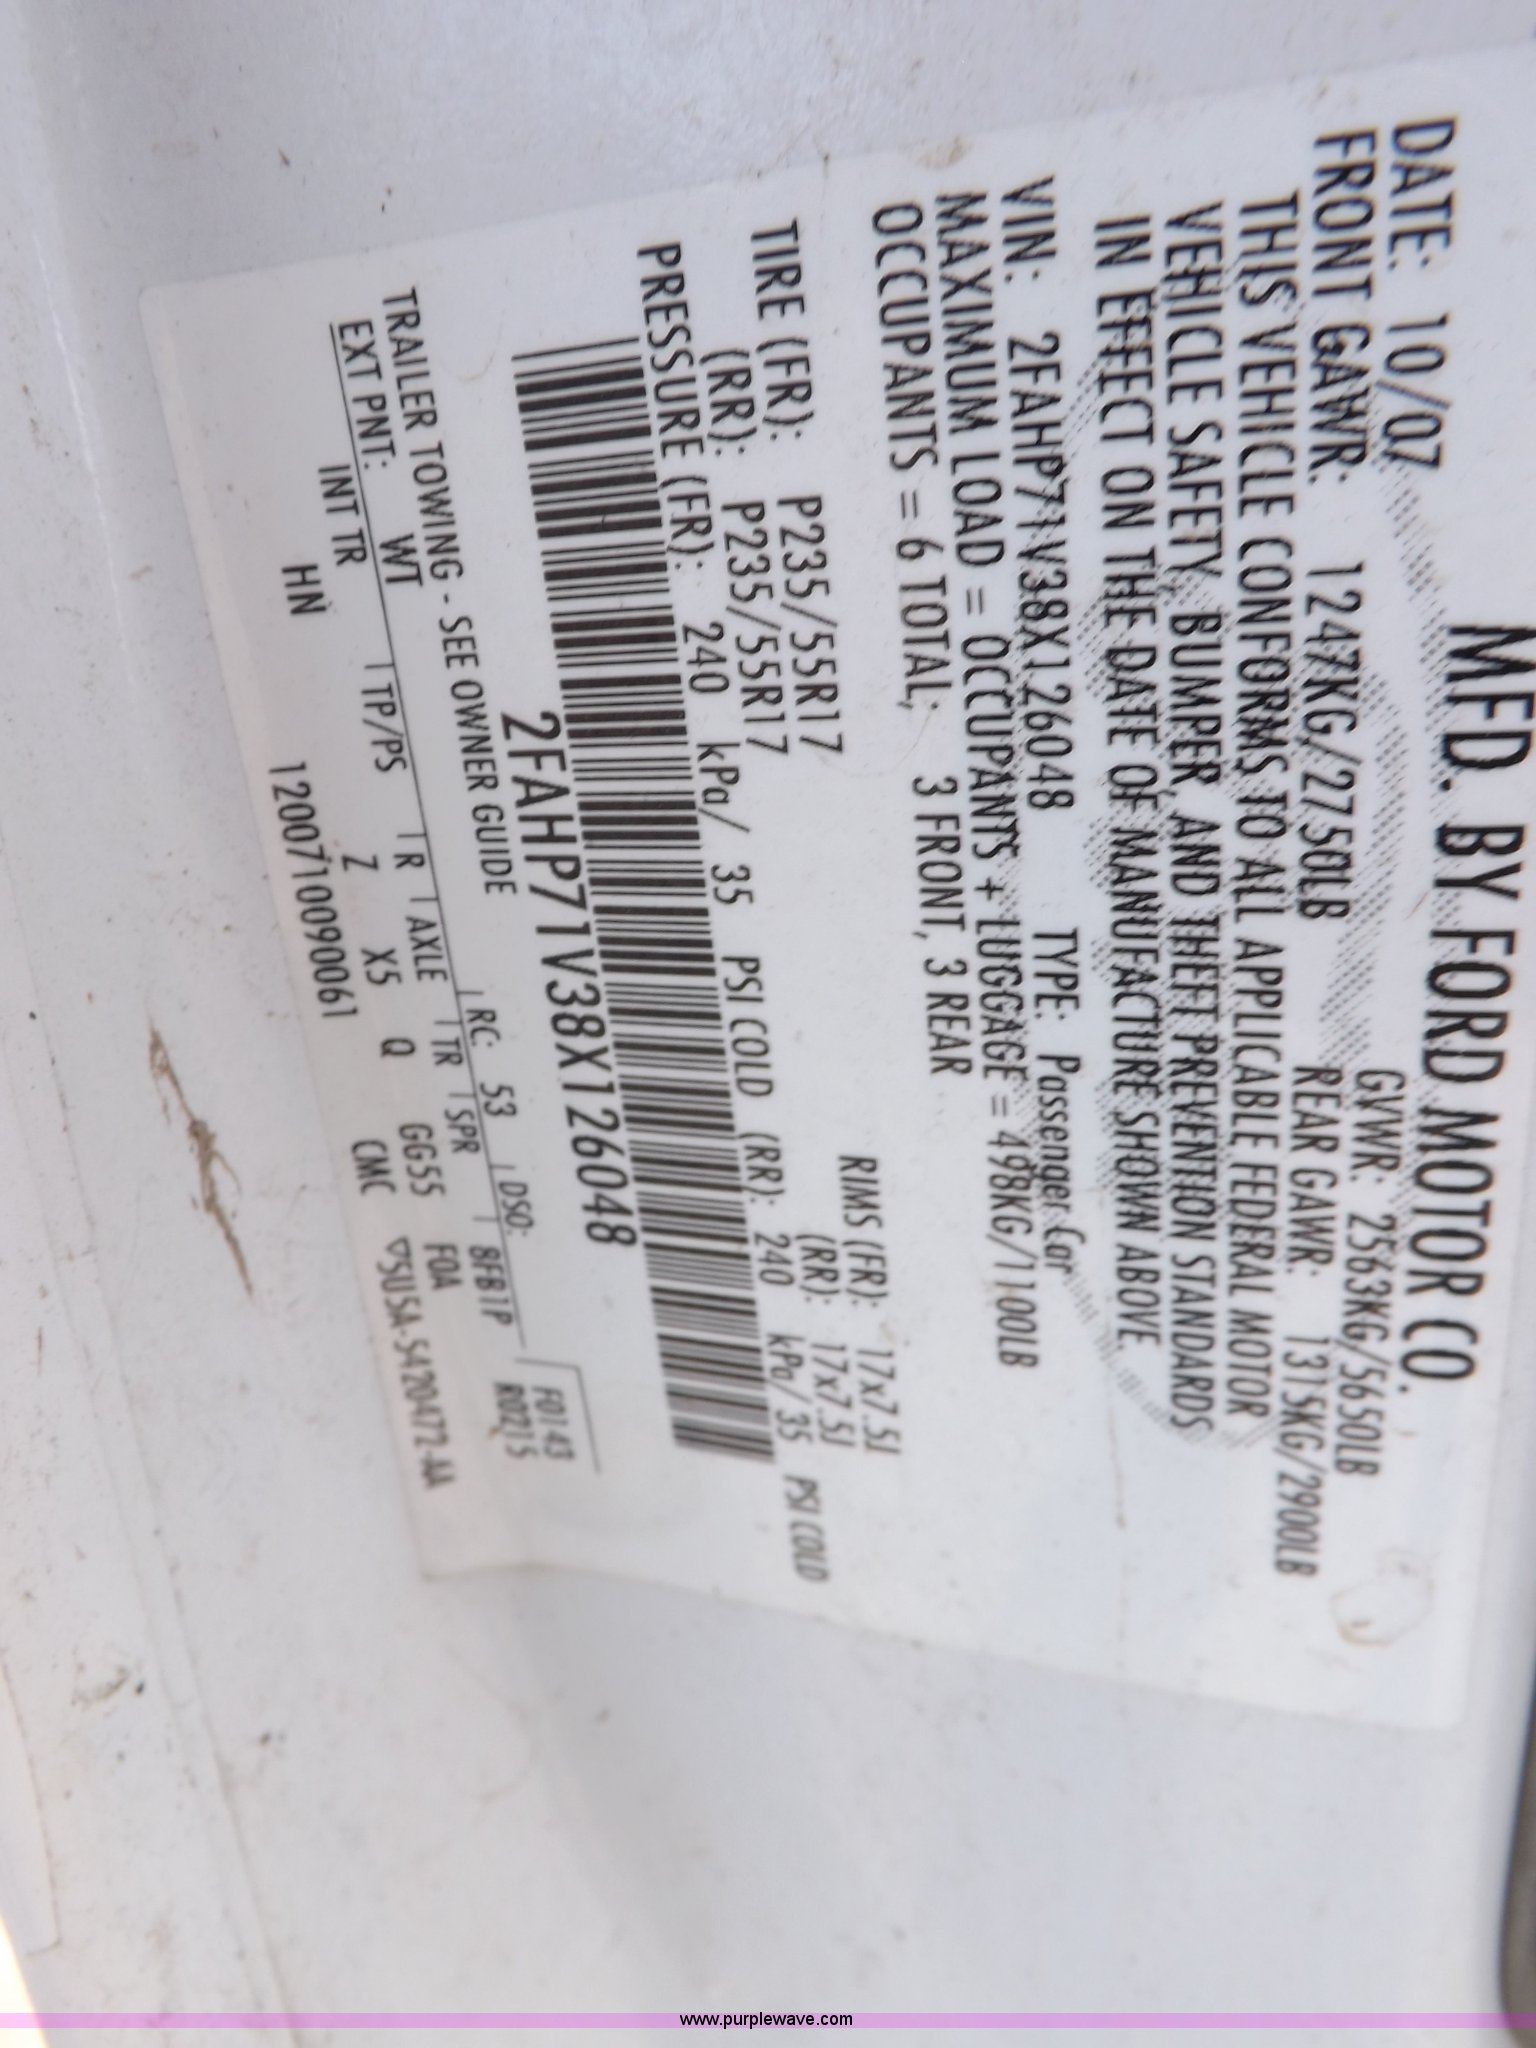 MFD. BY FORD MOTOR CO.
DATE: 10/07 GVWR: 2563KG/5650LB
FRONT GAWR: 1247KG/2750LB REAR GAWR: 1315KG/2900LB
THIS VEHICLE CONFORMS TO ALL APPLICABLE FEDERAL MOTOR
VEHICLE SAFETY, BUMPER, AND THEFT PREVENTION STANDARDS
IN EFFECT ON THE DATE OF MANUFACTURE SHOWN ABOVE.
VIN: 2FAHP71V38X126048 TYPE: Passenger Car
MAXIMUM LOAD = OCCUPANTS + LUGGAGE = 498KG/1100LB
OCCUPANTS = 6 TOTAL; 3 FRONT, 3 REAR
TIRE (FR): P235/55R17 RIMS (FR): 17x7.5J
(RR): P235/55R17 (RR): 17x7.5J
PRESSURE (FR): 240 kPa/ 35 PSI COLD (RR): 240 kPa/ 35 PSI COLD
2FAHP71V38X126048
F0143
R0215
TRAILER TOWING - SEE OWNER GUIDE RC: 53 DSO: 8FB1P
EXT PNT: WT TP/PS R AXLE TR SPR
INT TR
HN Z X5 Q GG55 FOA
120071009006 CMC ▽5USA-5420472-AA
www.purplewave.com